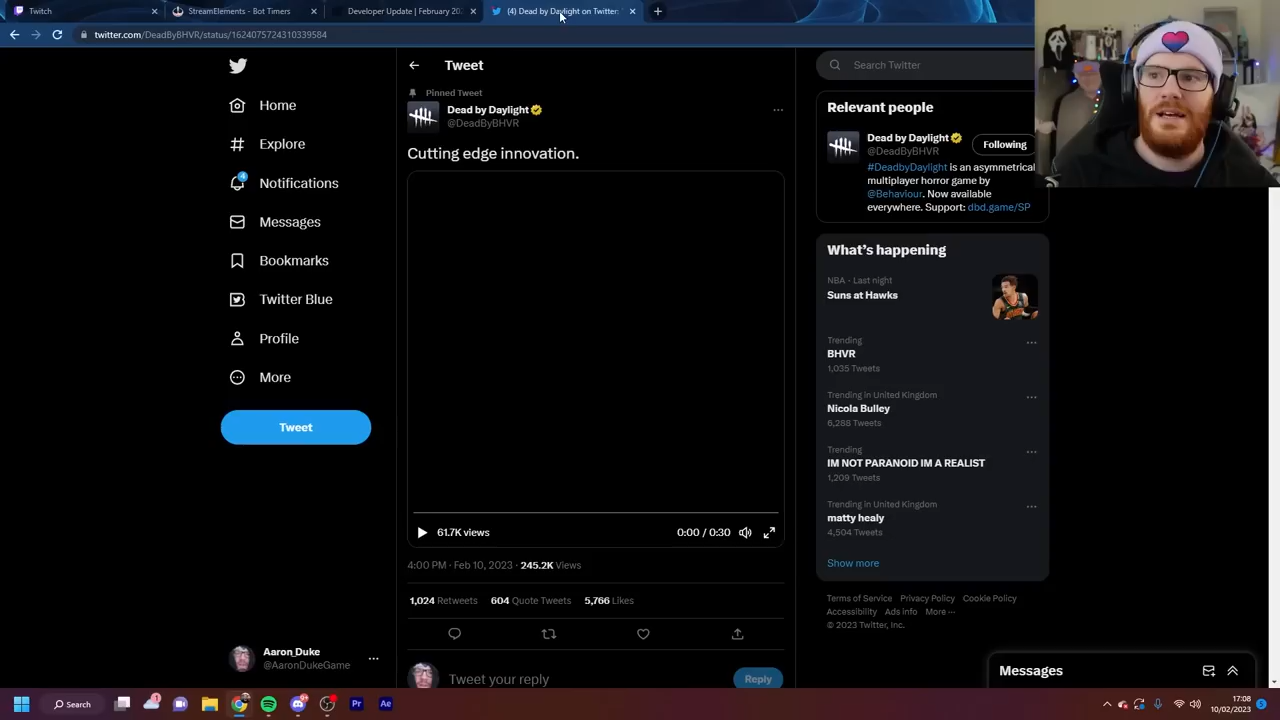 Twitch
StreamElements - Bot Timers
Developer Update | February 202
(4) Dead by Daylight on Twitter:
twitter.com/DeadByBHVR/status/1624075724310339584
Tweet
Search Twitter
Pinned Tweet
Dead by Daylight
@DeadByBHVR
Cutting edge innovation.
Home
Explore
4
Notifications
Messages
Bookmarks
Twitter Blue
Profile
More
Tweet
Relevant people
Dead by Daylight
@DeadByBHVR
Following
#DeadbyDaylight is an asymmetrical
multiplayer horror game by
@Behaviour. Now available
everywhere. Support: dbd.game/SP
What's happening
NBA · Last night
Suns at Hawks
Trending
BHVR
1,035 Tweets
Trending in United Kingdom
Nicola Bulley
6,288 Tweets
Trending
IM NOT PARANOID IM A REALIST
1,209 Tweets
Trending in United Kingdom
matty healy
4,504 Tweets
Show more
61.7K views
0:00 / 0:30
4:00 PM · Feb 10, 2023 · 245.2K Views
1,024 Retweets 604 Quote Tweets 5,766 Likes
Terms of Service Privacy Policy Cookie Policy
Accessibility Ads info More ···
© 2023 Twitter, Inc.
Aaron_Duke
@AaronDukeGame
Tweet your reply
Reply
Messages
Search
Pr
Ae
17:08
10/02/2023